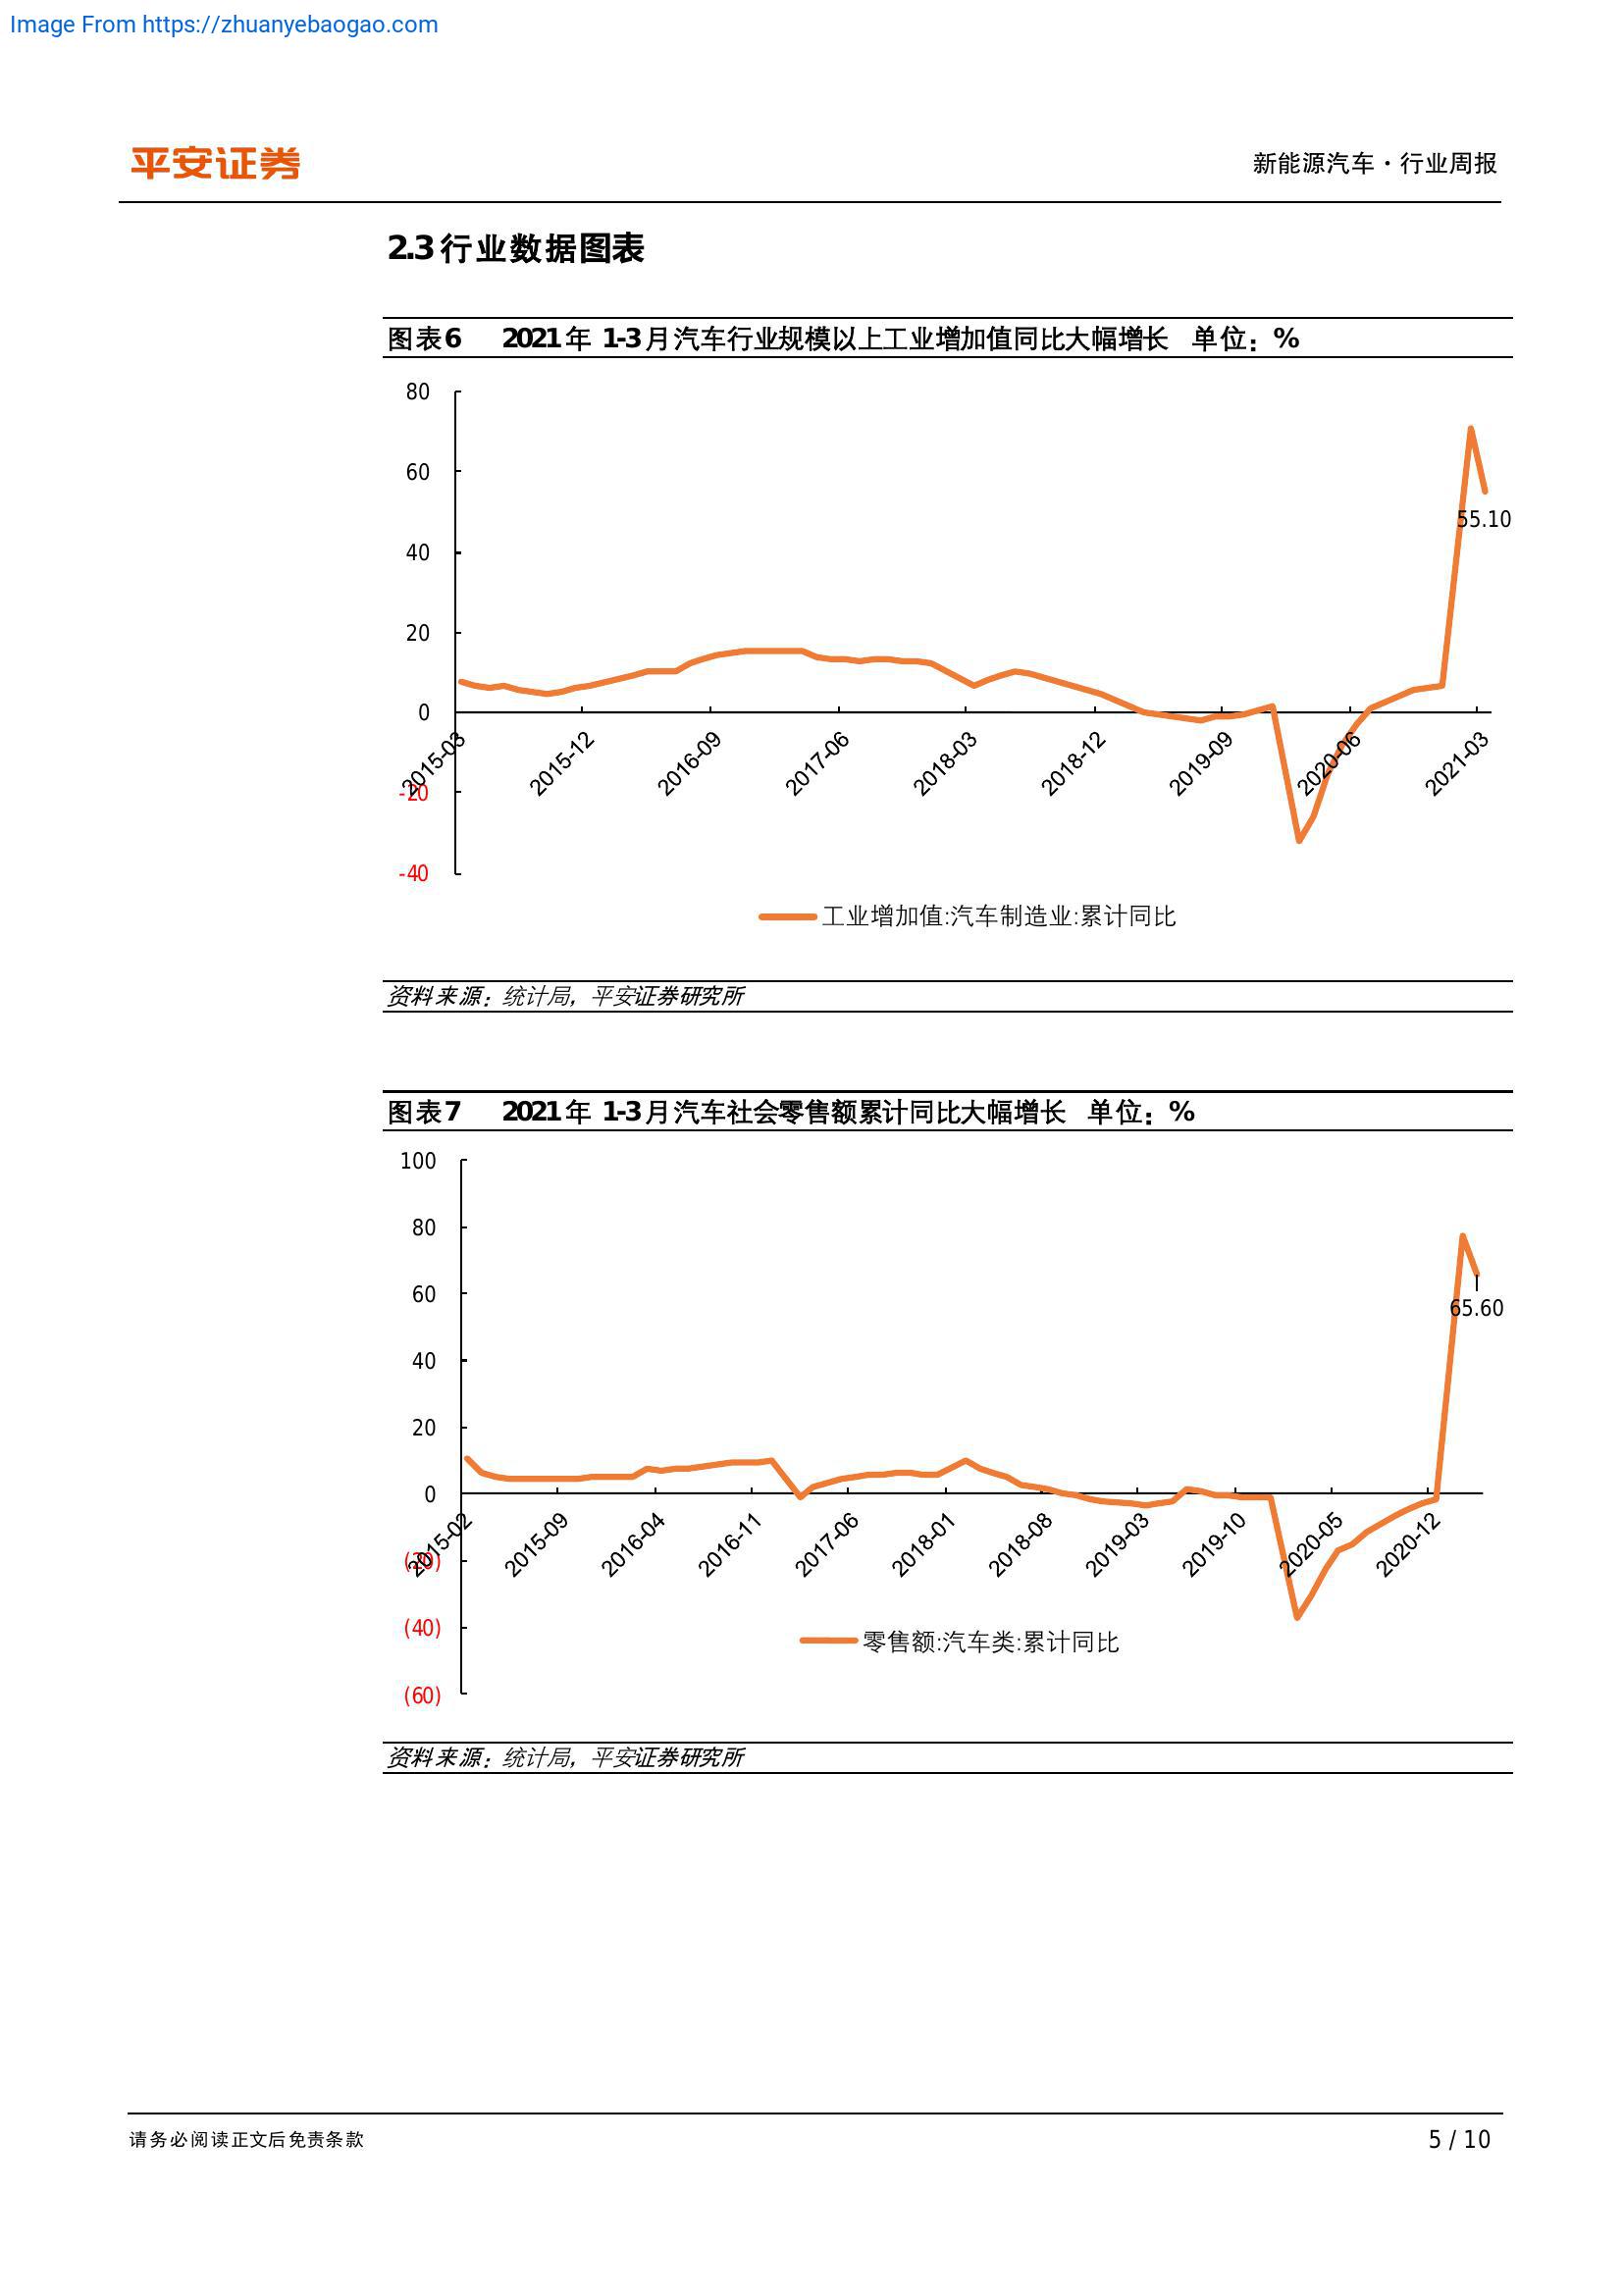 Image From https://zhuanyebaogao.com
平安证券
新能源汽车·行业周报
2.3 行业数据图表
图表6 2021年 1-3月汽车行业规模以上工业增加值同比大幅增长 单位：%
80
60
55.10
40
20
0
-20
-40
2015-03 2015-12 2016-09 2017-06 2018-03 2018-12 2019-09 2020-06 2021-03
工业增加值:汽车制造业:累计同比
资料来源：统计局，平安证券研究所
图表7 2021年 1-3月汽车社会零售额累计同比大幅增长 单位：%
100
80
60
65.60
40
20
0
(20)
(40)
(60)
2015-02 2015-09 2016-04 2016-11 2017-06 2018-01 2018-08 2019-03 2019-10 2020-05 2020-12
零售额:汽车类:累计同比
资料来源：统计局，平安证券研究所
请务必阅读正文后免责条款
5 / 10